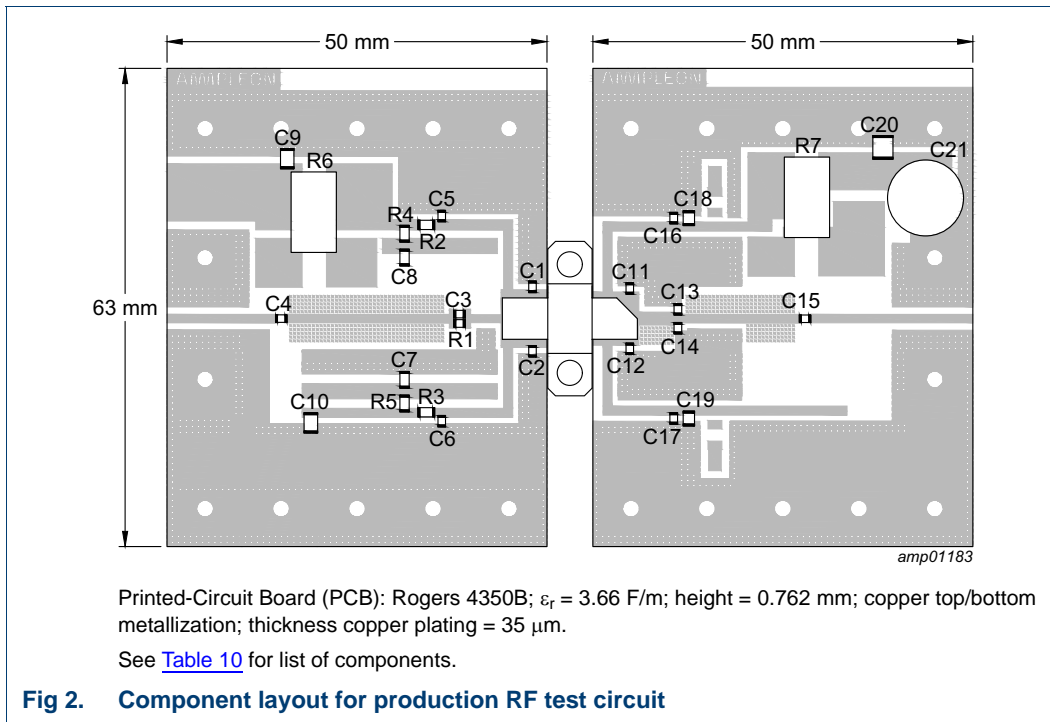 50 mm
50 mm
AMPLEON
AMPLEON
63 mm
C9
R6
C5
R4
R2
C8
C1
C4
C3
R1
C7
C2
R5
R3
C10
C6
C20
R7
C21
C18
C16
C11
C13
C15
C14
C12
C19
C17
amp01183
Printed-Circuit Board (PCB): Rogers 4350B; εr = 3.66 F/m; height = 0.762 mm; copper top/bottom
metallization; thickness copper plating = 35 μm.
See Table 10 for list of components.
Fig 2. Component layout for production RF test circuit